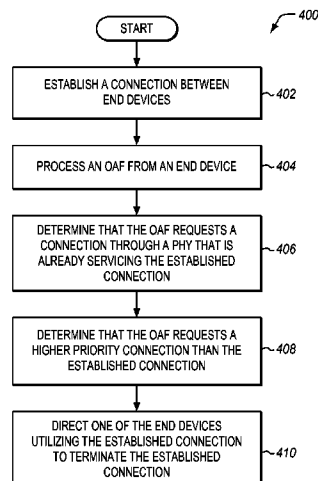 START
400
ESTABLISH A CONNECTION BETWEEN
END DEVICES
402
PROCESS AN OAF FROM AN END DEVICE
404
DETERMINE THAT THE OAF REQUESTS A
CONNECTION THROUGH A PHY THAT IS
ALREADY SERVICING THE ESTABLISHED
CONNECTION
406
DETERMINE THAT THE OAF REQUESTS A
HIGHER PRIORITY CONNECTION THAN THE
ESTABLISHED CONNECTION
408
DIRECT ONE OF THE END DEVICES
UTILIZING THE ESTABLISHED CONNECTION
TO TERMINATE THE ESTABLISHED
CONNECTION
410